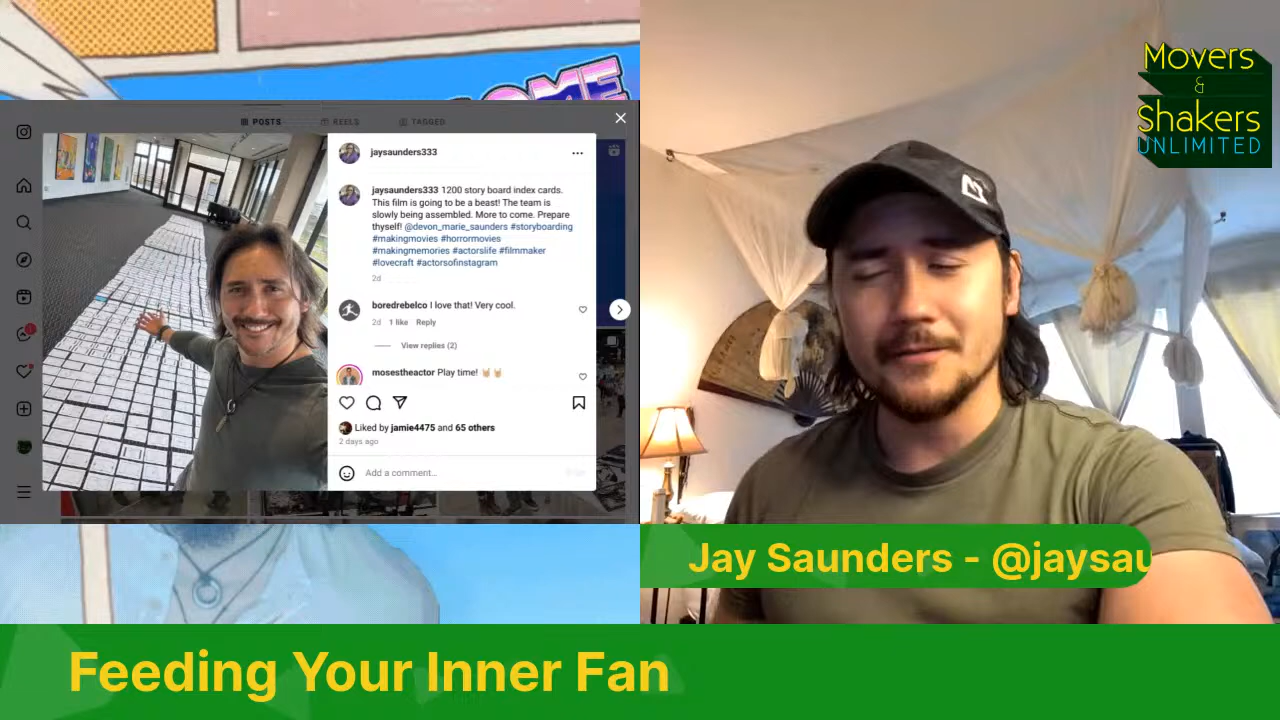 OME
POSTS
REELS
TAGGED
jaysaunders333
jaysaunders333 1200 story board index cards.
This film is going to be a beast! The team is
slowly being assembled. More to come. Prepare
thyself! @devon_marie_saunders #storyboarding
#makingmovies #horrormovies
#makingmemories #actorslife #filmmaker
#lovecraft #actorsofinstagram
2d
boredrebelco I love that! Very cool.
2d 1 like Reply
View replies (2)
mosestheactor Play time! 🤘🏼 🤘🏼
Liked by jamie4475 and 65 others
2 days ago
Add a comment...
Movers
&
Shakers
UNLIMITED
Jay Saunders - @jaysau
Feeding Your Inner Fan